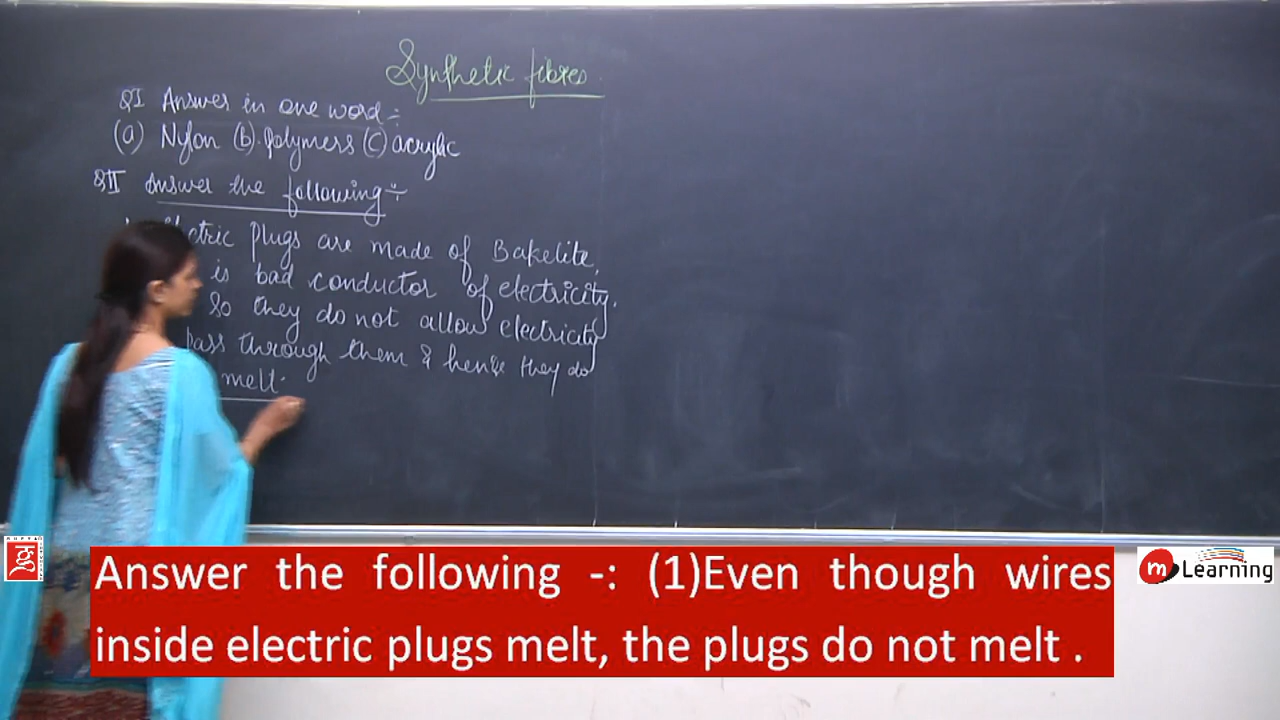 Synthetic fibres.
QI Answer in one word:-
(a) Nylon (b). polymers (c) acrylic
QII Answer the following :-
Electric plugs are made of Bakelite,
is bad conductor of electricity.
So they do not allow electricity
pass through them & hence they do
melt.
Answer the following -: (1)Even though wires
inside electric plugs melt, the plugs do not melt .
m Learning